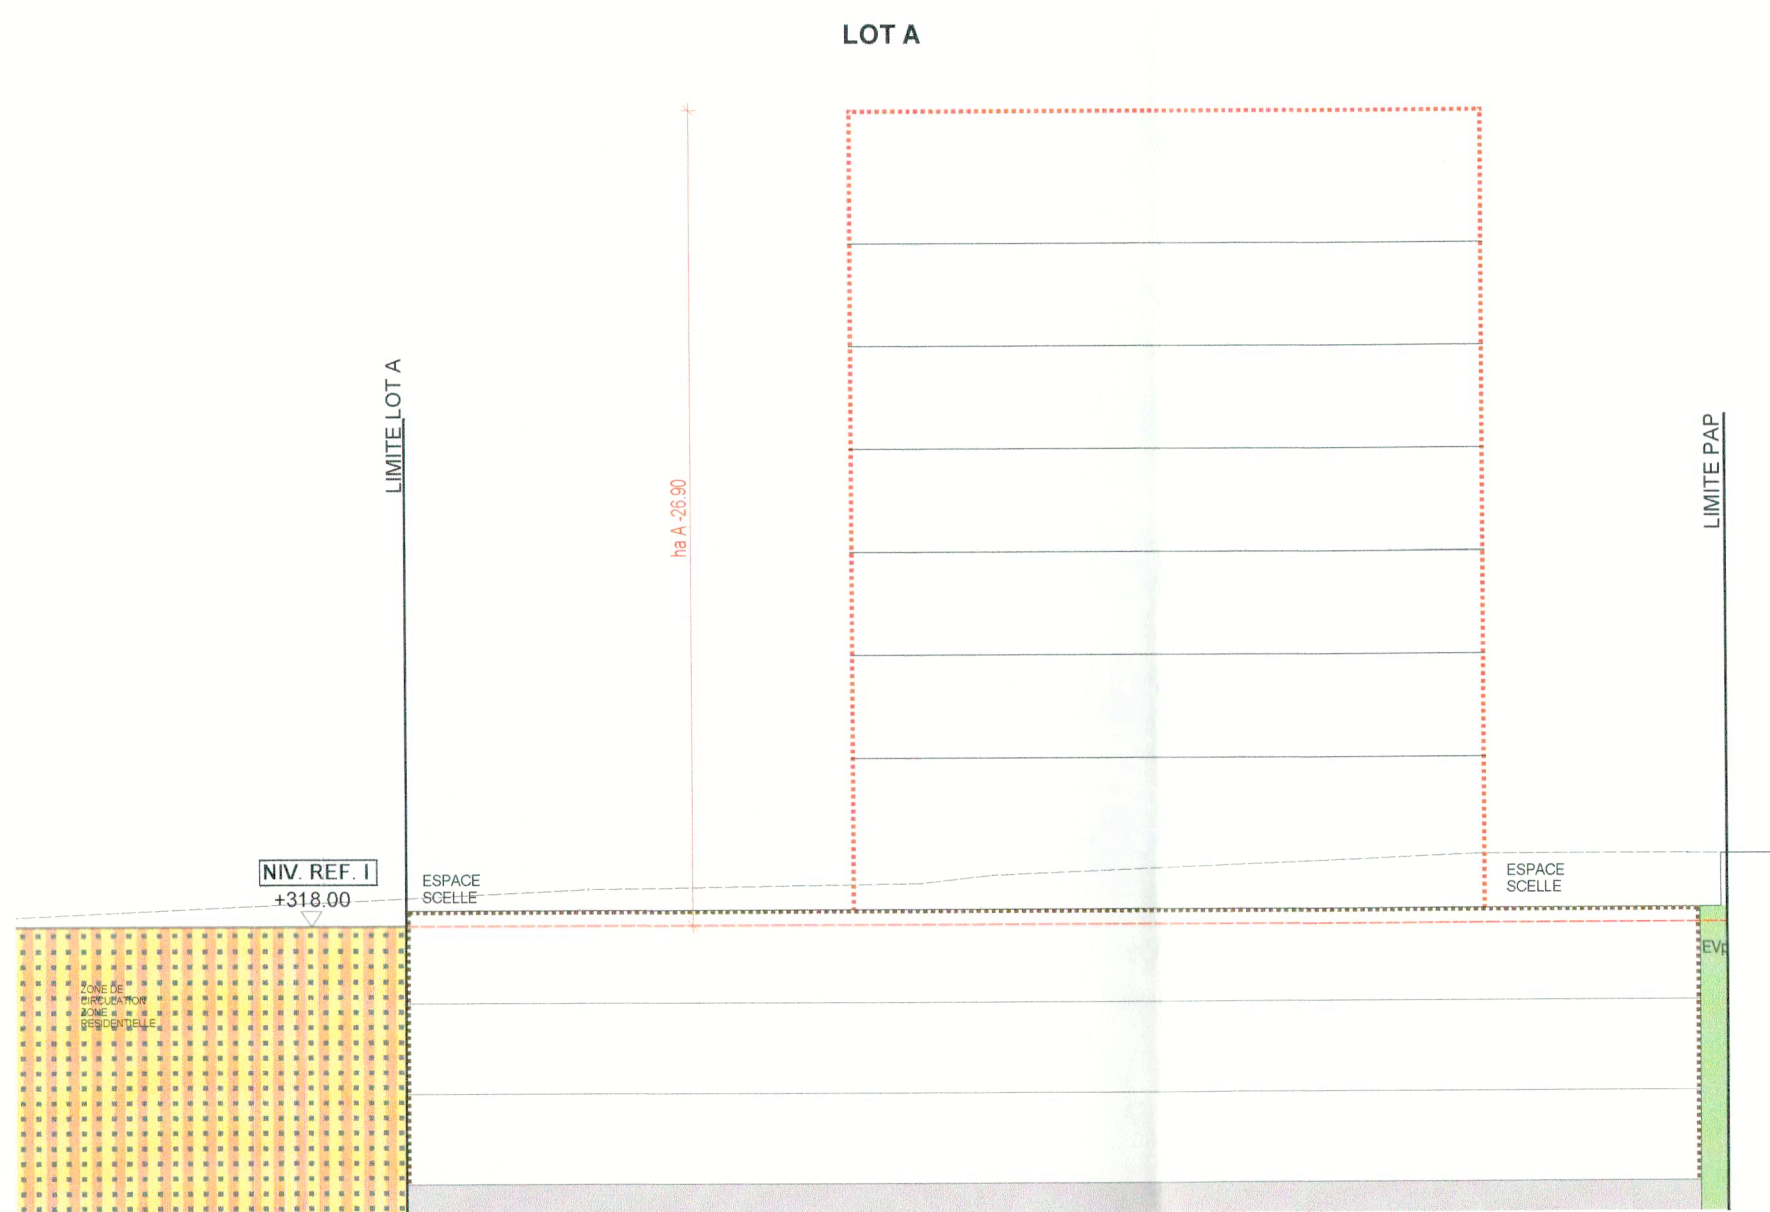 LOT A
LIMITE LOT A
ha A -26.90
LIMITE PAP
NIV. REF. I
+318.00
ESPACE
SCELLE
ESPACE
SCELLE
EVp
ZONE DE
CIRCULATION
ZONE
RESIDENTIELLE